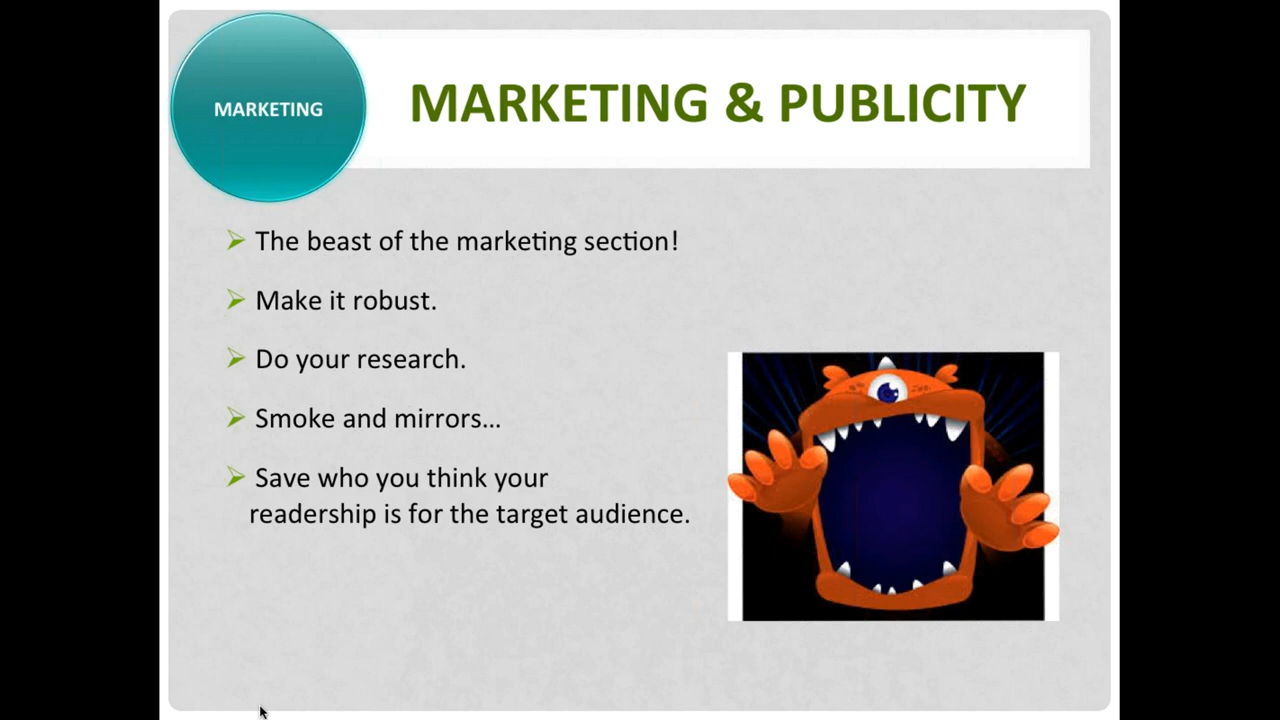 MARKETING
MARKETING & PUBLICITY
The beast of the marketing section!
Make it robust.
Do your research.
Smoke and mirrors...
Save who you think your
readership is for the target audience.